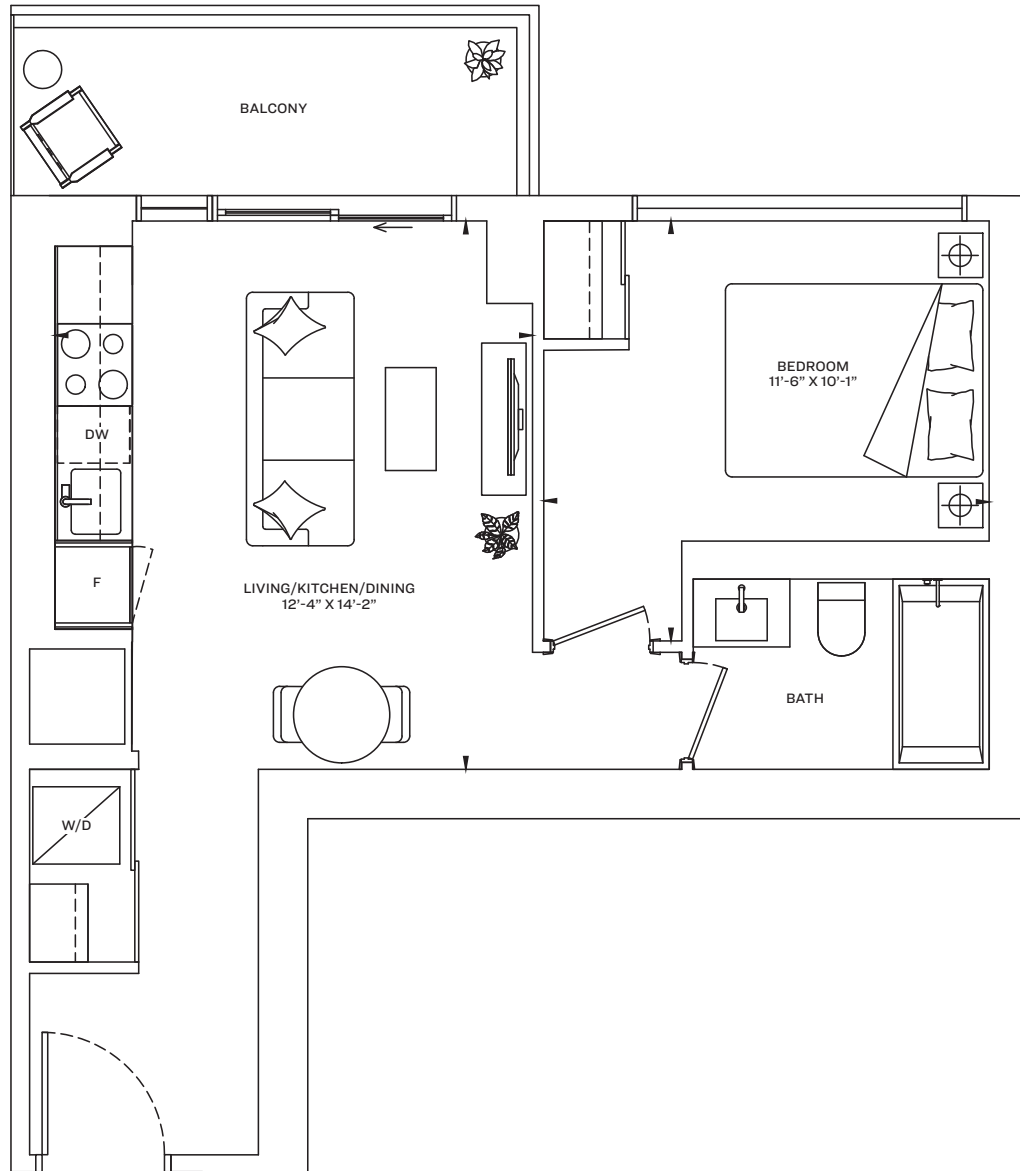 BALCONY
BEDROOM
11’-6” X 10’-1”
DW
F
LIVING/KITCHEN/DINING
12’-4” X 14’-2”
BATH
W/D